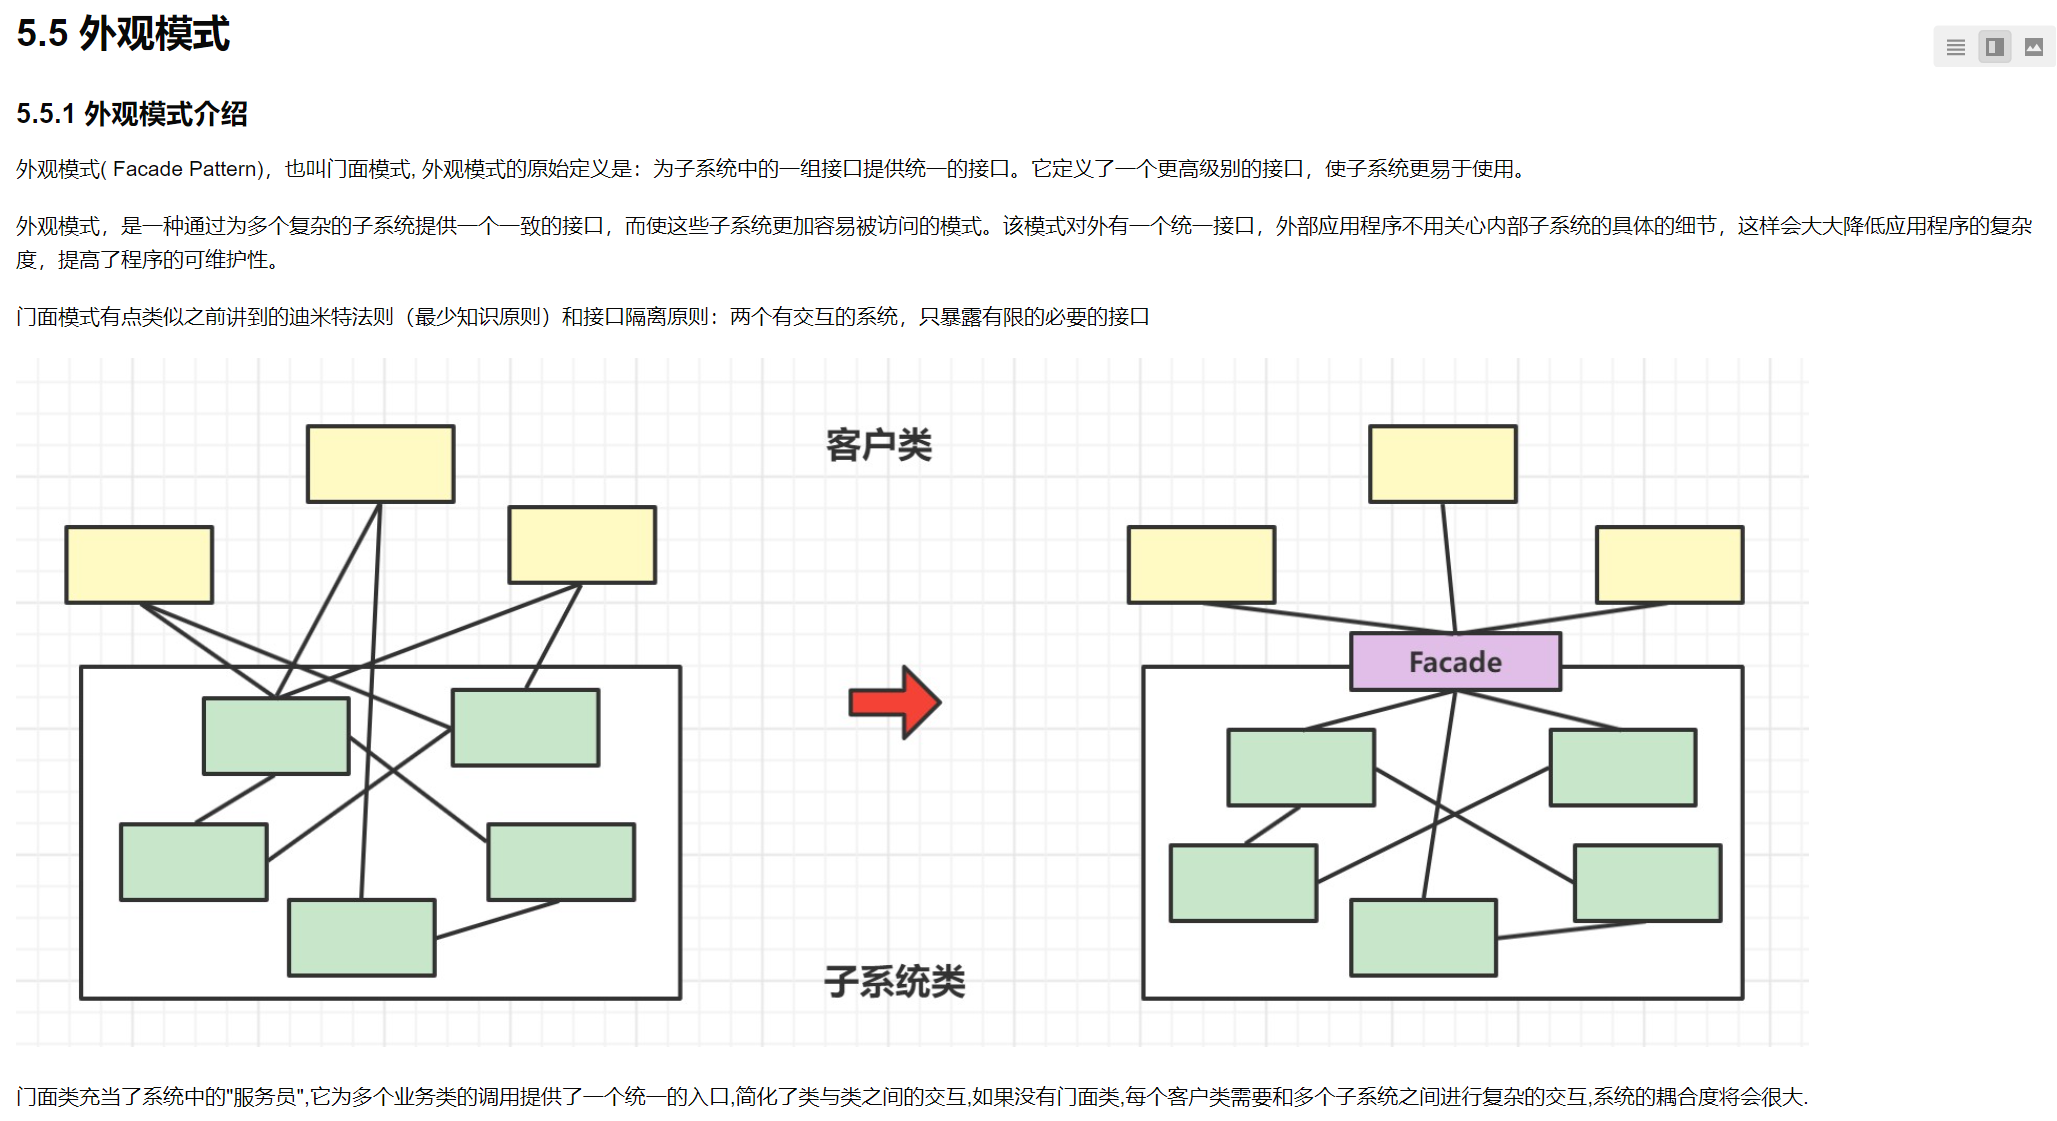 5.5 外观模式
5.5.1 外观模式介绍
外观模式( Facade Pattern)，也叫门面模式, 外观模式的原始定义是：为子系统中的一组接口提供统一的接口。它定义了一个更高级别的接口，使子系统更易于使用。
外观模式，是一种通过为多个复杂的子系统提供一个一致的接口，而使这些子系统更加容易被访问的模式。该模式对外有一个统一接口，外部应用程序不用关心内部子系统的具体的细节，这样会大大降低应用程序的复杂
度，提高了程序的可维护性。
门面模式有点类似之前讲到的迪米特法则（最少知识原则）和接口隔离原则：两个有交互的系统，只暴露有限的必要的接口
客户类
Facade
子系统类
门面类充当了系统中的"服务员",它为多个业务类的调用提供了一个统一的入口,简化了类与类之间的交互,如果没有门面类,每个客户类需要和多个子系统之间进行复杂的交互,系统的耦合度将会很大.